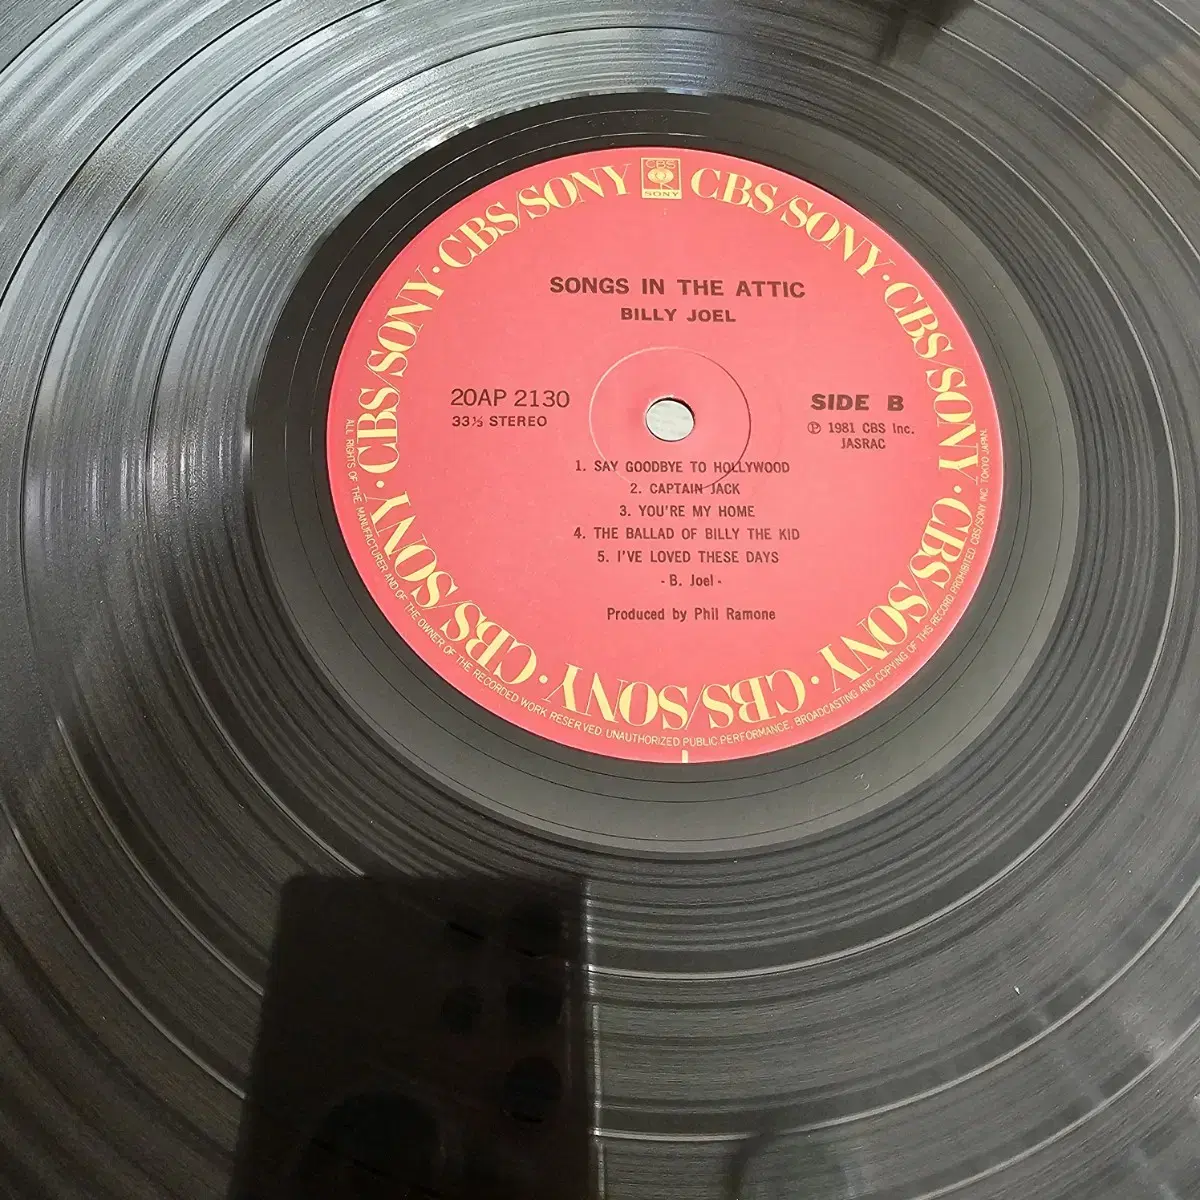 CBS
SONY
CBS/SONY · CBS/SONY · CBS/SONY · CBS/SONY · CBS/SONY · CBS/SONY · CBS/SONY · CBS/SONY · CBS/SONY · CBS/SONY
SONGS IN THE ATTIC
BILLY JOEL
20AP 2130
33⅓ STEREO
SIDE B
Ⓟ 1981 CBS Inc.
JASRAC
1. SAY GOODBYE TO HOLLYWOOD
2. CAPTAIN JACK
3. YOU'RE MY HOME
4. THE BALLAD OF BILLY THE KID
5. I'VE LOVED THESE DAYS
- B. Joel -
Produced by Phil Ramone
ALL RIGHTS OF THE MANUFACTURER AND OF THE OWNER OF THE RECORDED WORK RESERVED. UNAUTHORIZED PUBLIC PERFORMANCE, BROADCASTING AND COPYING OF THIS RECORD PROHIBITED. CBS/SONY INC. TOKYO JAPAN.